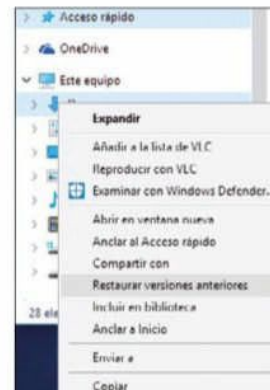 Acceso rápido
OneDrive
Este equipo
Expandir
Añadir a la lista de VLC
Reproducir con VLC
Examinar con Windows Defender..
Abrir en ventana nueva
Anclar al Acceso rápido
Compartir con
Restaurar versiones anteriores
Incluir en biblioteca
Anclar a Inicio
28 ele
Enviar a
Copiar